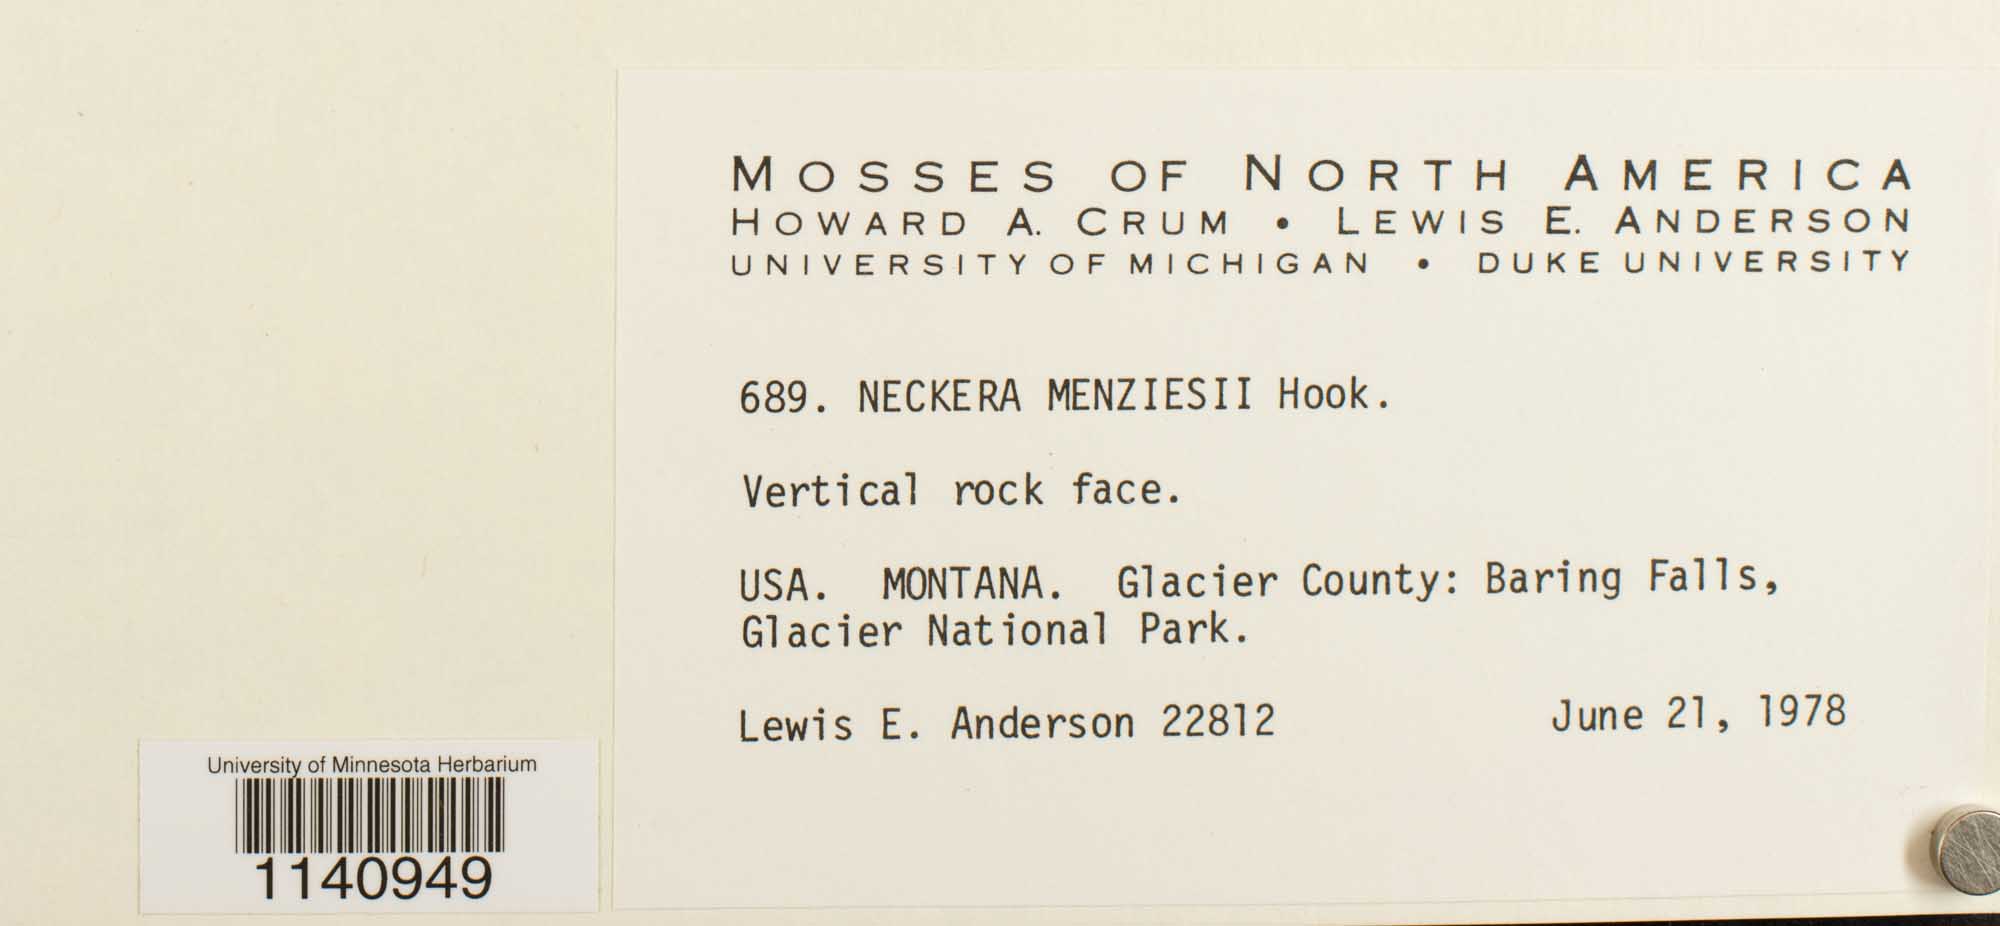 MOSSES OF NORTH AMERICA
HOWARD A. CRUM • LEWIS E. ANDERSON
UNIVERSITY OF MICHIGAN • DUKE UNIVERSITY
689. NECKERA MENZIESII Hook.
Vertical rock face.
USA. MONTANA. Glacier County: Baring Falls,
Glacier National Park.
Lewis E. Anderson 22812 June 21, 1978
University of Minnesota Herbarium
1140949